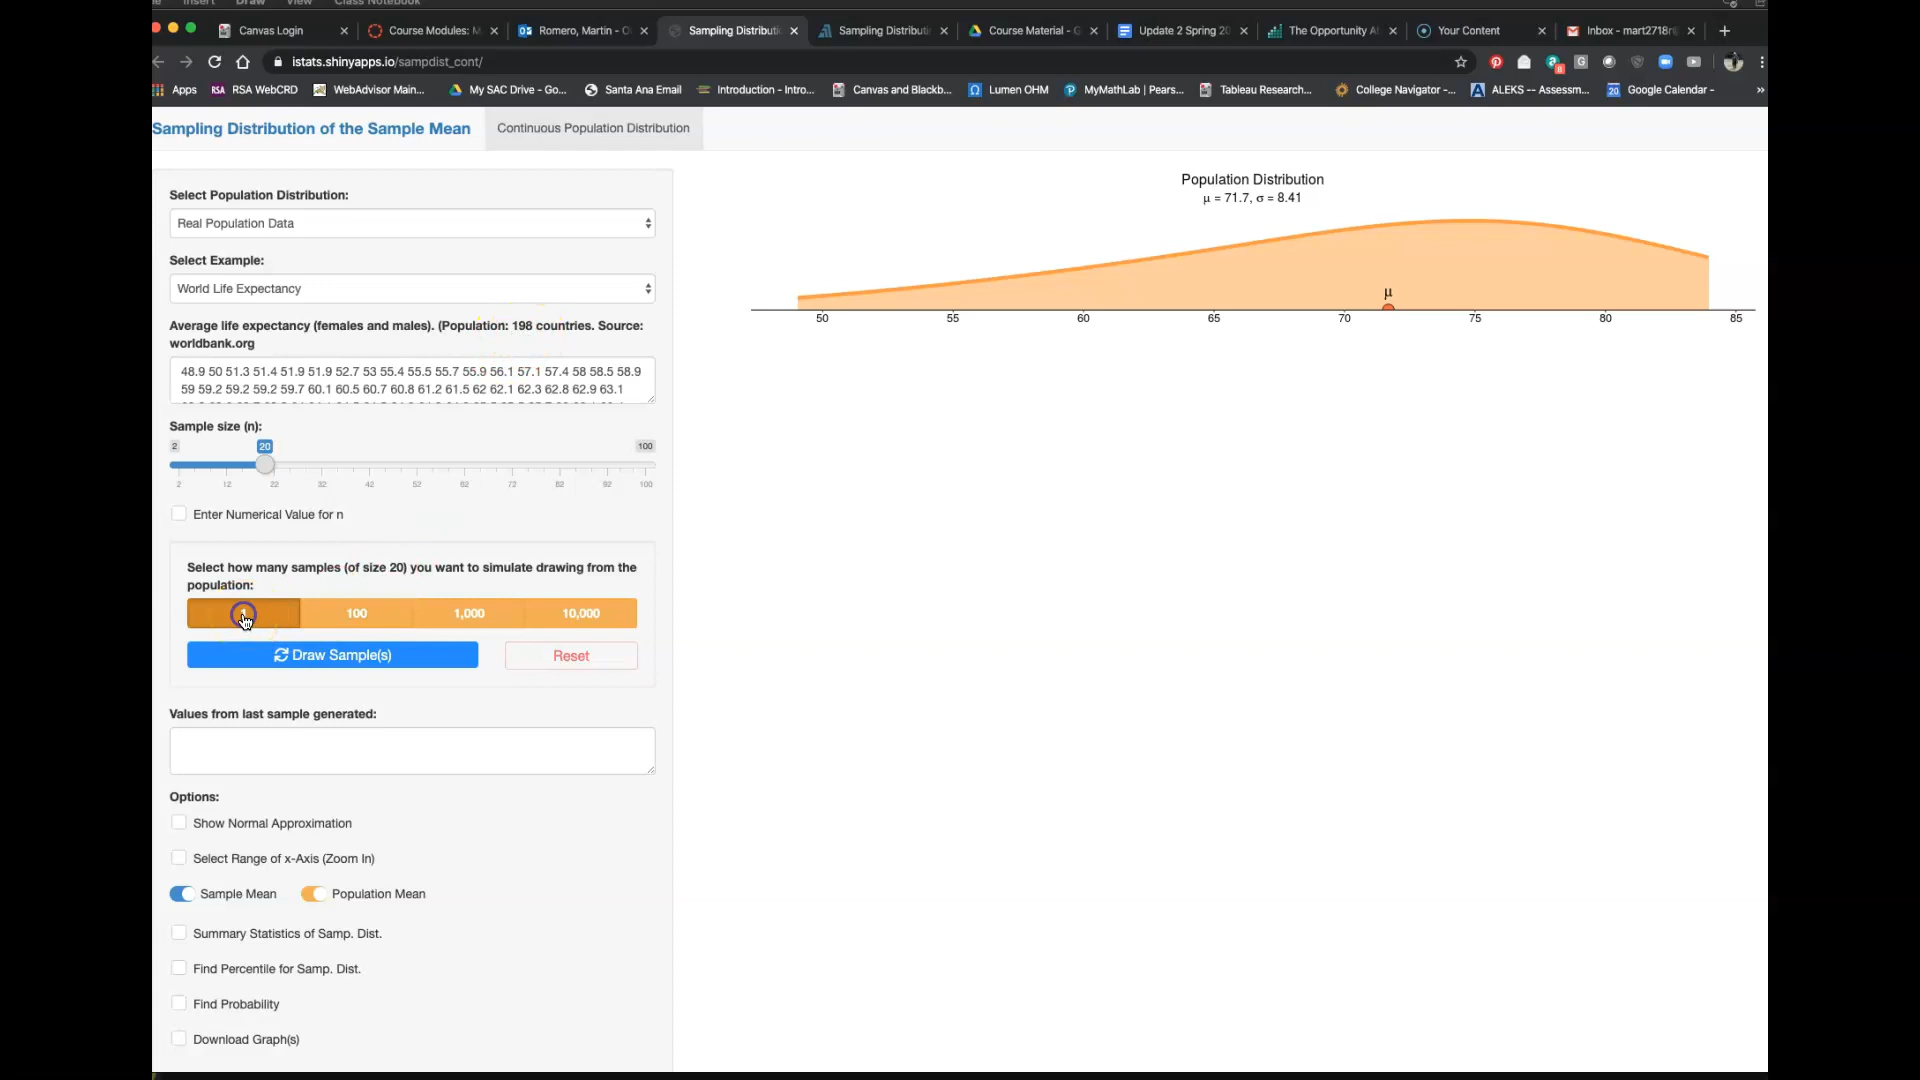 Insert Draw View Class Notebook
Canvas Login Course Modules: M Romero, Martin - O Sampling Distributi Sampling Distributi Course Material - G Update 2 Spring 20 The Opportunity A Your Content Inbox - mart2718r@
istats.shinyapps.io/sampdist_cont/
Apps RSA RSA WebCRD WebAdvisor Main... My SAC Drive - Go... Santa Ana Email Introduction - Intro... Canvas and Blackb... Lumen OHM MyMathLab | Pears... Tableau Research... College Navigator -... ALEKS -- Assessm... 20 Google Calendar - »
Sampling Distribution of the Sample Mean Continuous Population Distribution
Select Population Distribution:
Real Population Data
Select Example:
World Life Expectancy
Average life expectancy (females and males). (Population: 198 countries. Source:
worldbank.org
48.9 50 51.3 51.4 51.9 51.9 52.7 53 55.4 55.5 55.7 55.9 56.1 57.1 57.4 58 58.5 58.9
59 59.2 59.2 59.2 59.7 60.1 60.5 60.7 60.8 61.2 61.5 62 62.1 62.3 62.8 62.9 63.1
Sample size (n):
2 20 100
2 12 22 32 42 52 62 72 82 92 100
Enter Numerical Value for n
Select how many samples (of size 20) you want to simulate drawing from the
population:
100 1,000 10,000
Draw Sample(s) Reset
Values from last sample generated:
Options:
Show Normal Approximation
Select Range of x-Axis (Zoom In)
Sample Mean Population Mean
Summary Statistics of Samp. Dist.
Find Percentile for Samp. Dist.
Find Probability
Download Graph(s)
Population Distribution
μ = 71.7, σ = 8.41
μ
50 55 60 65 70 75 80 85